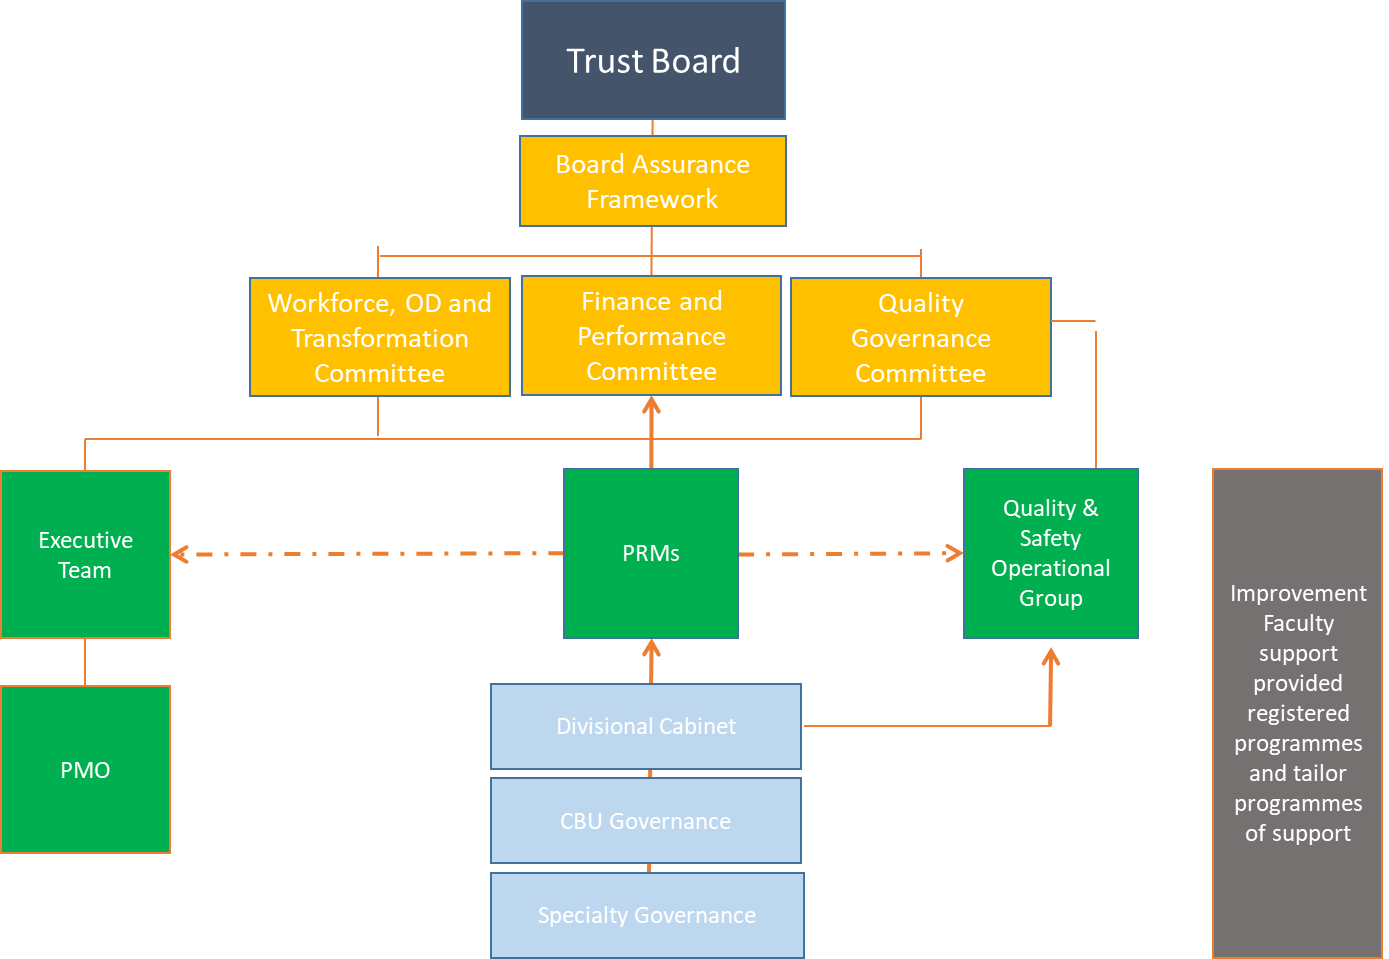 Trust Board
Board Assurance
Framework
Workforce, OD and
Transformation
Committee
Finance and
Performance
Committee
Quality
Governance
Committee
Executive
Team
PRMs
Quality &
Safety
Operational
Group
Improvement
Faculty
support
provided
registered
programmes
and tailor
programmes
of support
PMO
Divisional Cabinet
CBU Governance
Specialty Governance